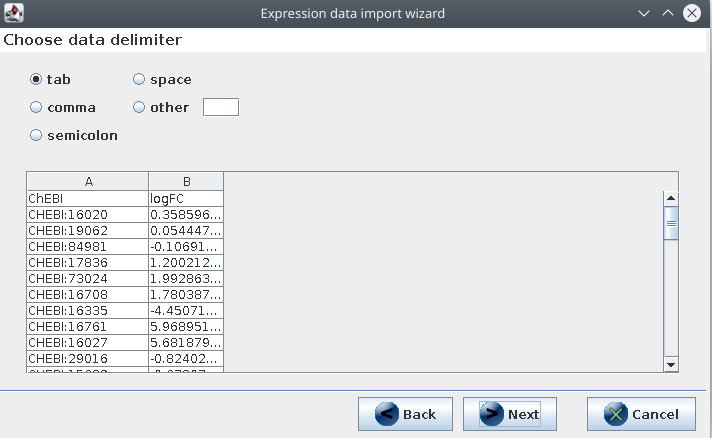 Expression data import wizard
Choose data delimiter
tab space
comma other
semicolon
A B
ChEBI logFC
CHEBI:16020 0.358596...
CHEBI:19062 0.054447...
CHEBI:84981 -0.10691...
CHEBI:17836 1.200212...
CHEBI:73024 1.992863...
CHEBI:16708 1.780387...
CHEBI:16335 -4.45071...
CHEBI:16761 5.968951...
CHEBI:16027 5.681879...
CHEBI:29016 -0.82402...
Back Next Cancel